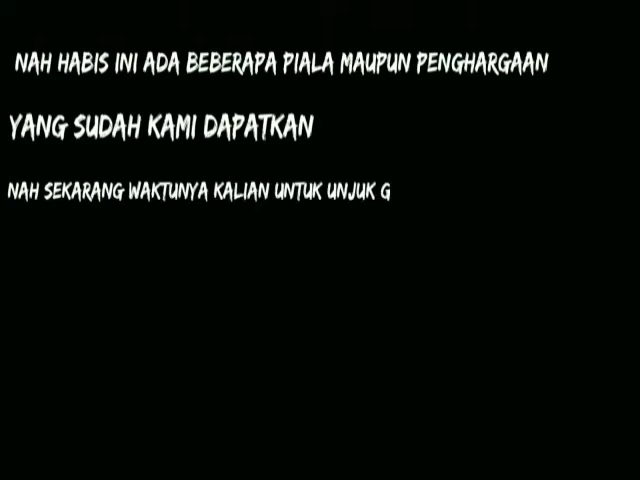 NAH HABIS INI ADA BEBERAPA PIALA MAUPUN PENGHARGAAN
YANG SUDAH KAMI DAPATKAN
NAH SEKARANG WAKTUNYA KALIAN UNTUK UNJUK G